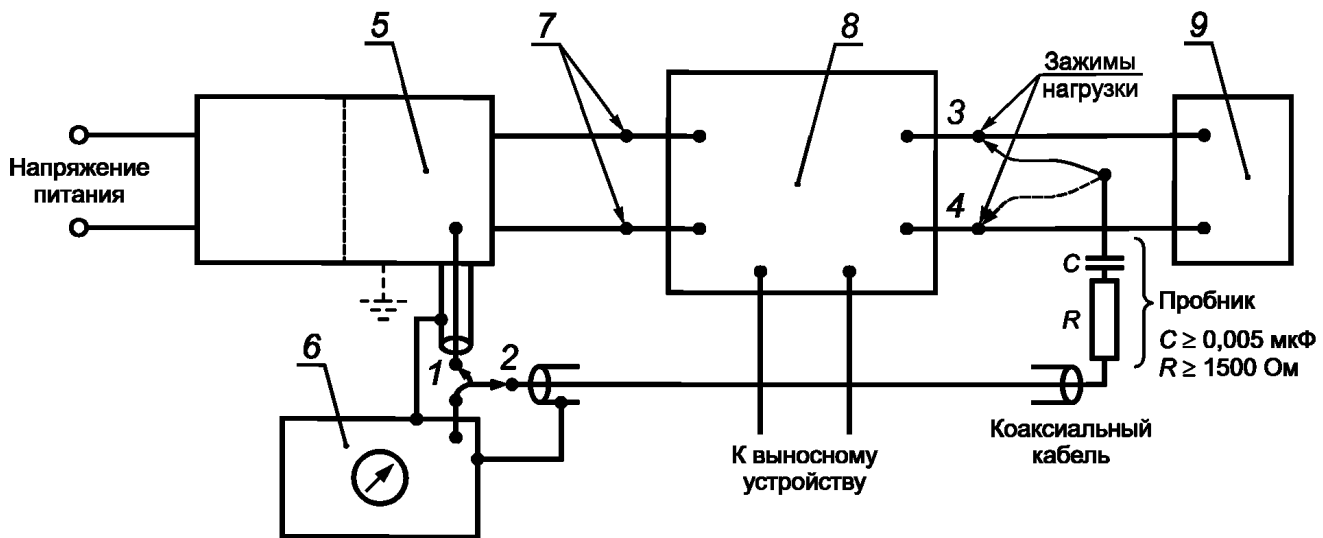 5
7
8
9
Зажимы
нагрузки
3
4
Напряжение
питания
C
R
Пробник
C ≥ 0,005 мкФ
R ≥ 1500 Ом
6
1
2
К выносному
устройству
Коаксиальный
кабель